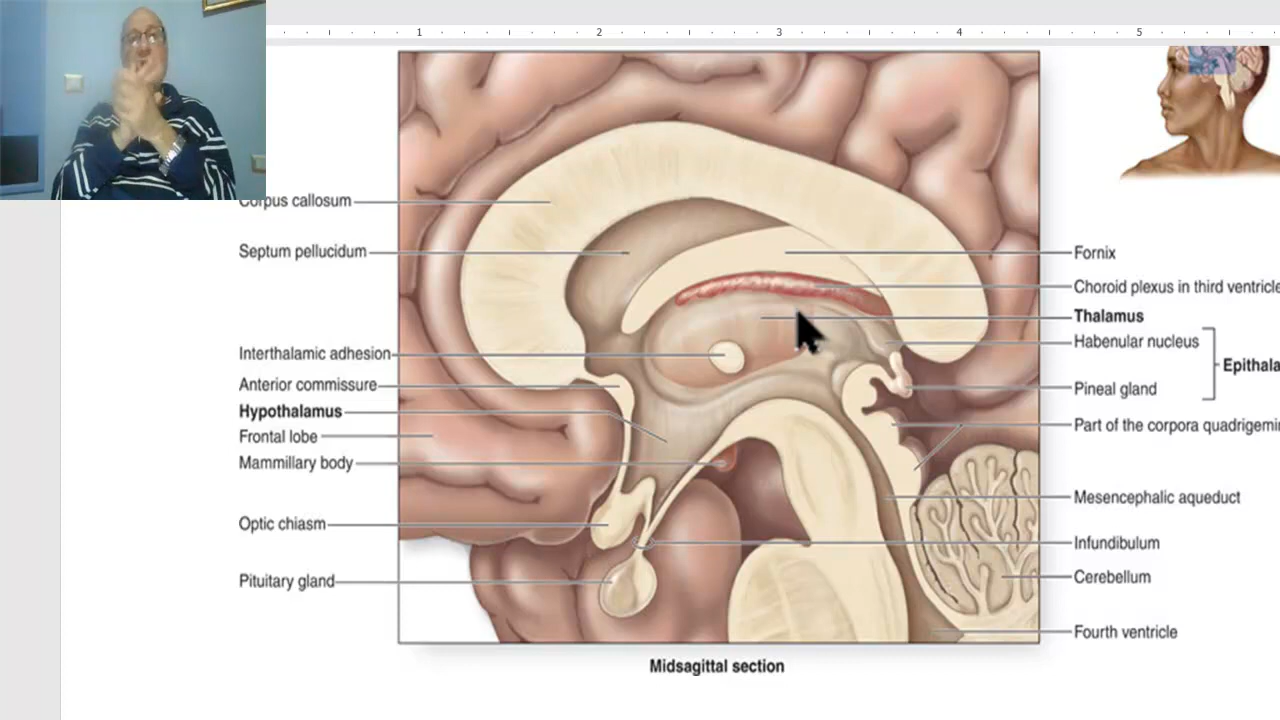 1 2 3 4 5
Corpus callosum
Septum pellucidum
Interthalamic adhesion
Anterior commissure
Hypothalamus
Frontal lobe
Mammillary body
Optic chiasm
Pituitary gland
Fornix
Choroid plexus in third ventricle
Thalamus
Habenular nucleus
Epithala
Pineal gland
Part of the corpora quadrigemin
Mesencephalic aqueduct
Infundibulum
Cerebellum
Fourth ventricle
Midsagittal section